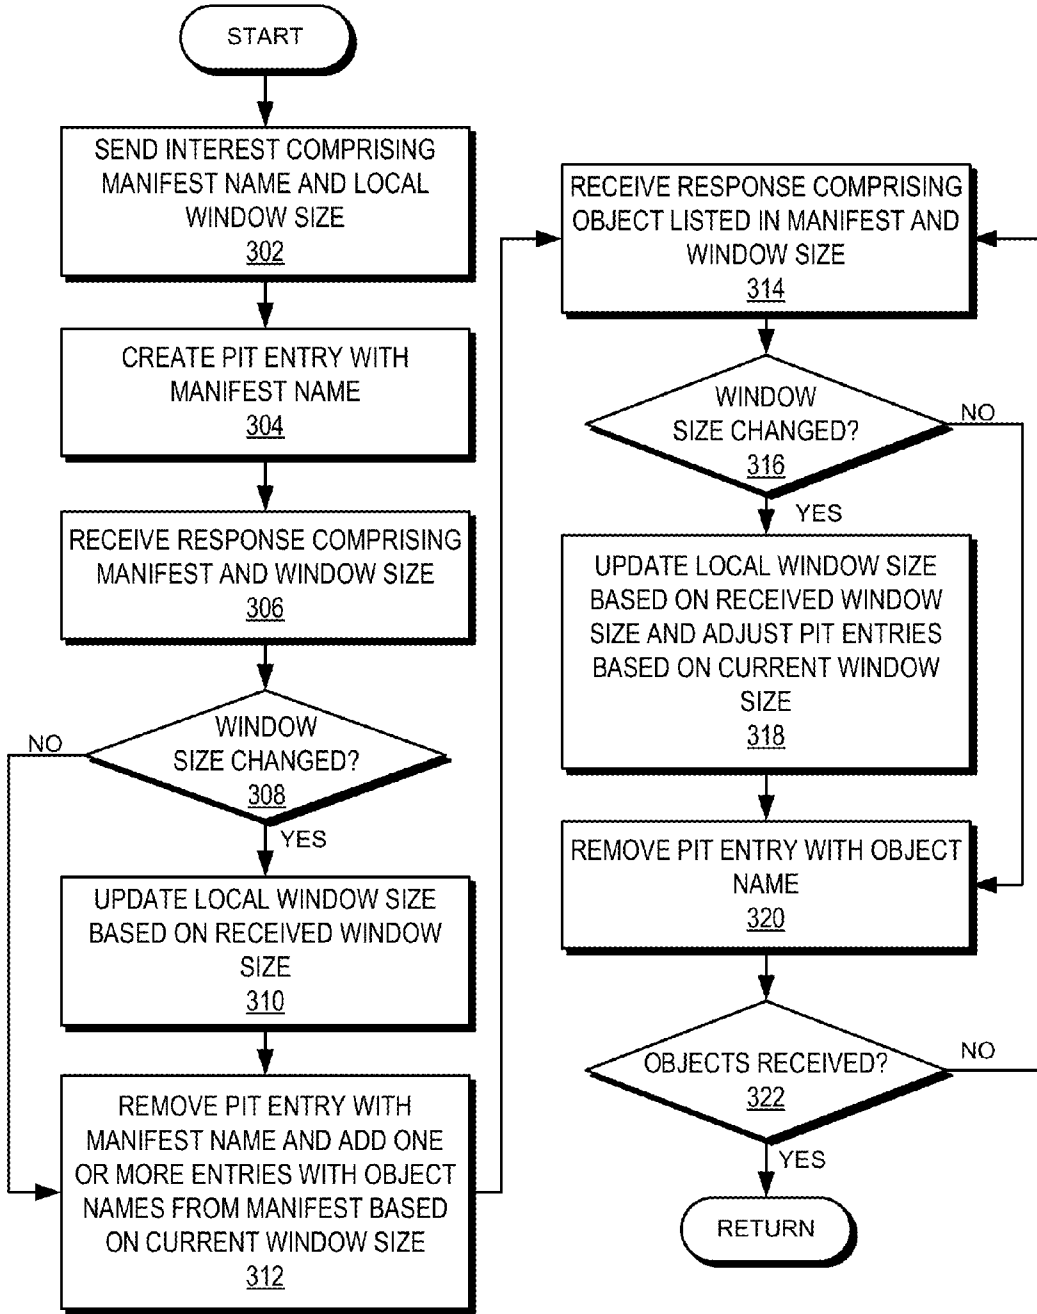 START
SEND INTEREST COMPRISING
MANIFEST NAME AND LOCAL
WINDOW SIZE
302
CREATE PIT ENTRY WITH
MANIFEST NAME
304
RECEIVE RESPONSE COMPRISING
MANIFEST AND WINDOW SIZE
306
WINDOW
SIZE CHANGED?
308
NO
YES
UPDATE LOCAL WINDOW SIZE
BASED ON RECEIVED WINDOW
SIZE
310
REMOVE PIT ENTRY WITH
MANIFEST NAME AND ADD ONE
OR MORE ENTRIES WITH OBJECT
NAMES FROM MANIFEST BASED
ON CURRENT WINDOW SIZE
312
RECEIVE RESPONSE COMPRISING
OBJECT LISTED IN MANIFEST AND
WINDOW SIZE
314
WINDOW
SIZE CHANGED?
316
NO
YES
UPDATE LOCAL WINDOW SIZE
BASED ON RECEIVED WINDOW
SIZE AND ADJUST PIT ENTRIES
BASED ON CURRENT WINDOW
SIZE
318
REMOVE PIT ENTRY WITH OBJECT
NAME
320
OBJECTS RECEIVED?
322
NO
YES
RETURN